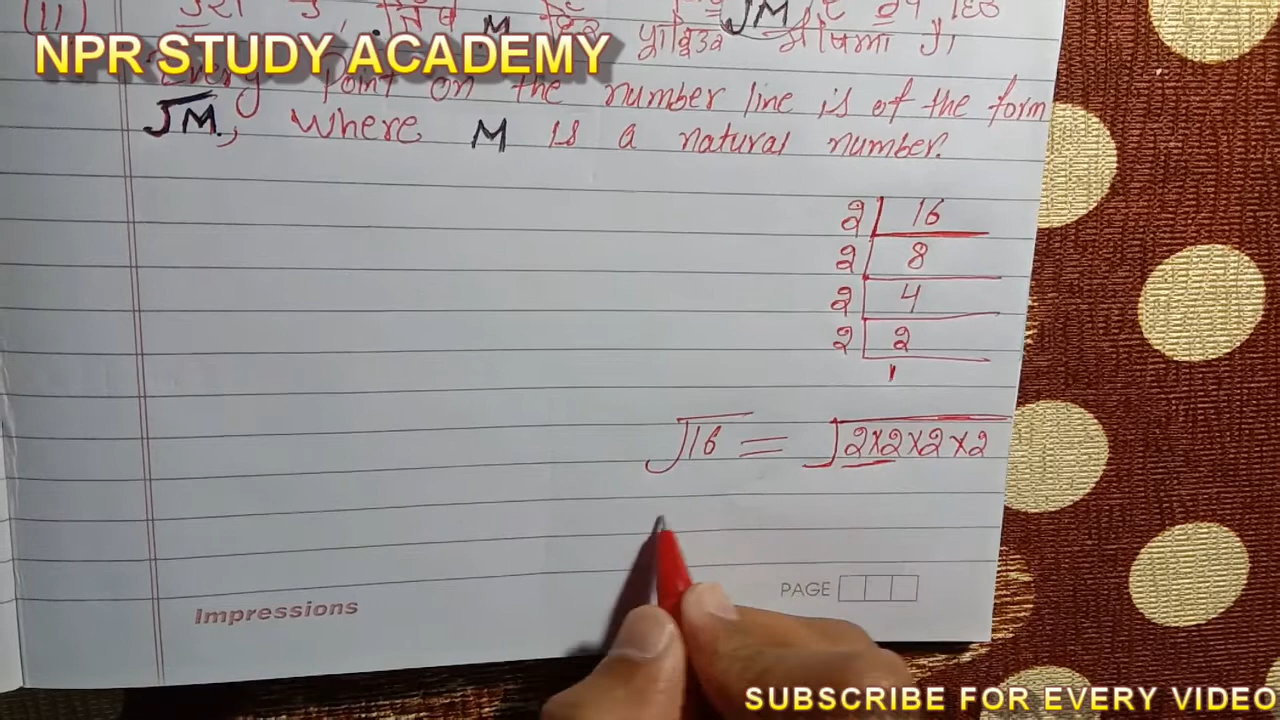 (ii)
√M
NPR STUDY ACADEMY
Every point on the number line is of the form
√M, where M is a natural number.
2 | 16
2 | 8
2 | 4
2 | 2
1
√16 = √2×2×2×2
PAGE
Impressions
SUBSCRIBE FOR EVERY VIDEO